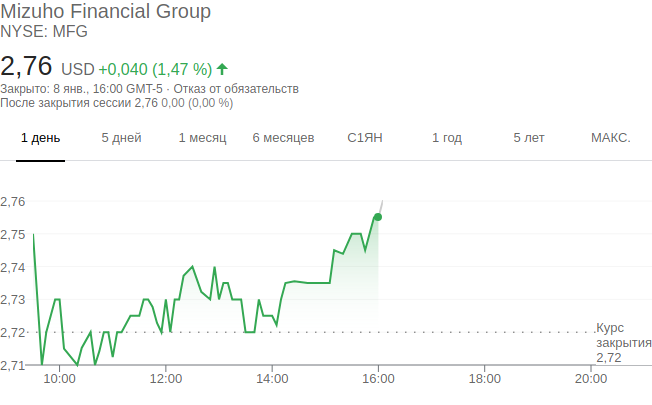 Mizuho Financial Group
NYSE: MFG
2,76 USD +0,040 (1,47 %)
Закрыто: 8 янв., 16:00 GMT-5 · Отказ от обязательств
После закрытия сессии 2,76 0,00 (0,00 %)
1 день 5 дней 1 месяц 6 месяцев С1ЯН 1 год 5 лет МАКС.
2,76
2,75
2,74
2,73
2,72
2,71
Курс
закрытия
2,72
10:00 12:00 14:00 16:00 18:00 20:00